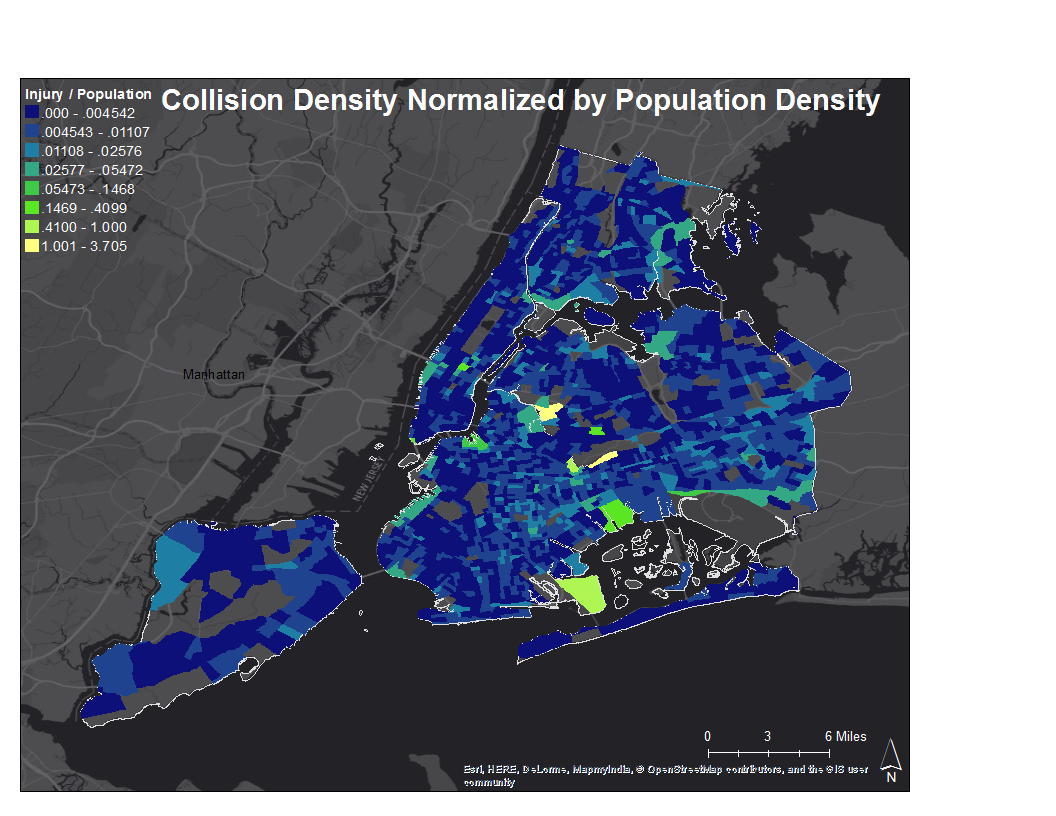 Injury / Population
Collision Density Normalized by Population Density
.000 - .004542
.004543 - .01107
.01108 - .02576
.02577 - .05472
.05473 - .1468
.1469 - .4099
.4100 - 1.000
1.001 - 3.705
Manhattan
NEW JERSEY
0 3 6 Miles
N
Esri, HERE, DeLorme, MapmyIndia, © OpenStreetMap contributors, and the GIS user
community